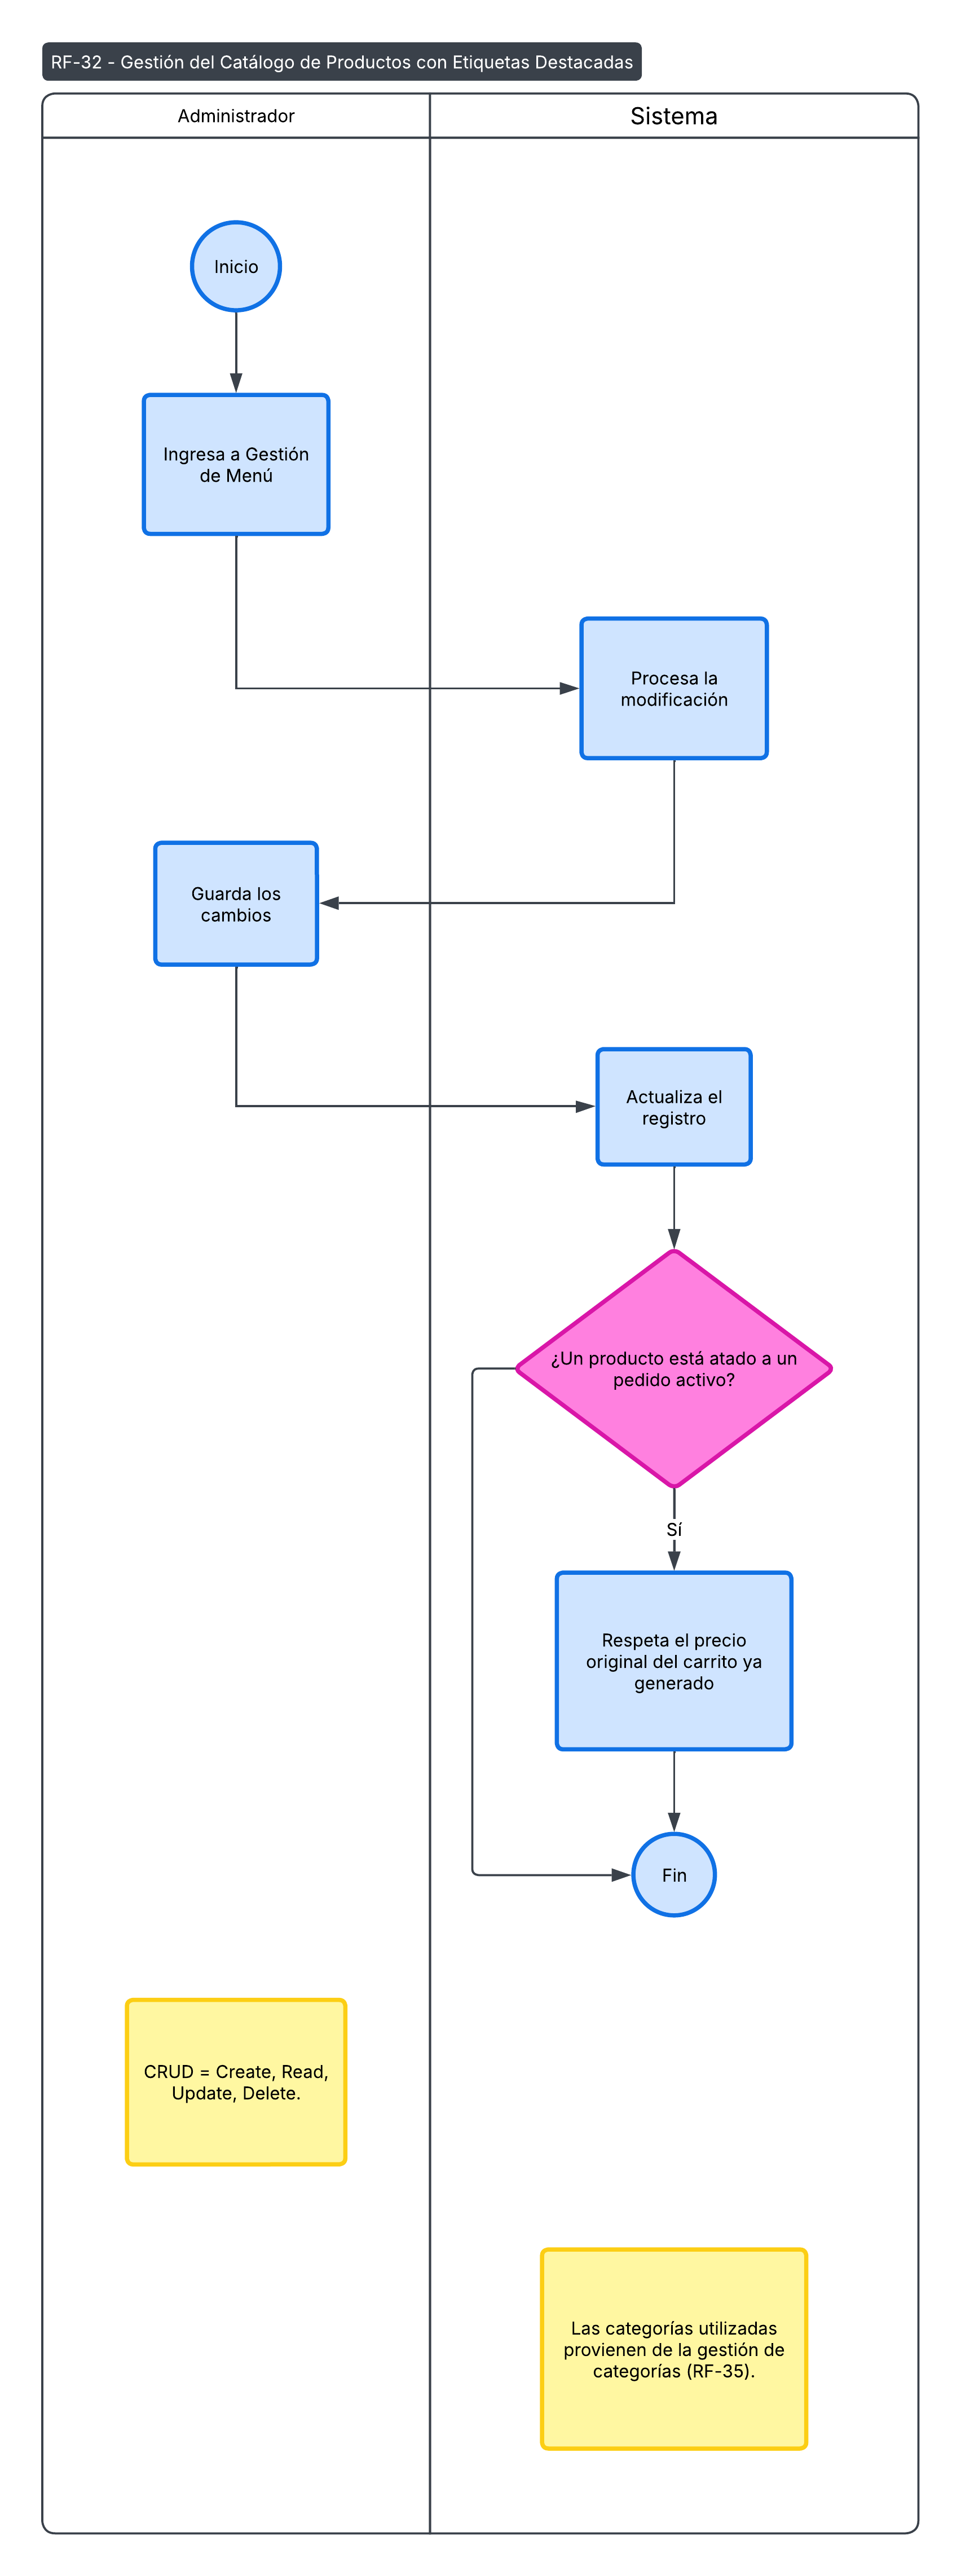 RF-32 - Gestión del Catálogo de Productos con Etiquetas Destacadas
Administrador
Sistema
Inicio
Ingresa a Gestión
de Menú
Procesa la
modificación
Guarda los
cambios
Actualiza el
registro
¿Un producto está atado a un
pedido activo?
Sí
Respeta el precio
original del carrito ya
generado
Fin
CRUD = Create, Read,
Update, Delete.
Las categorías utilizadas
provienen de la gestión de
categorías (RF-35).